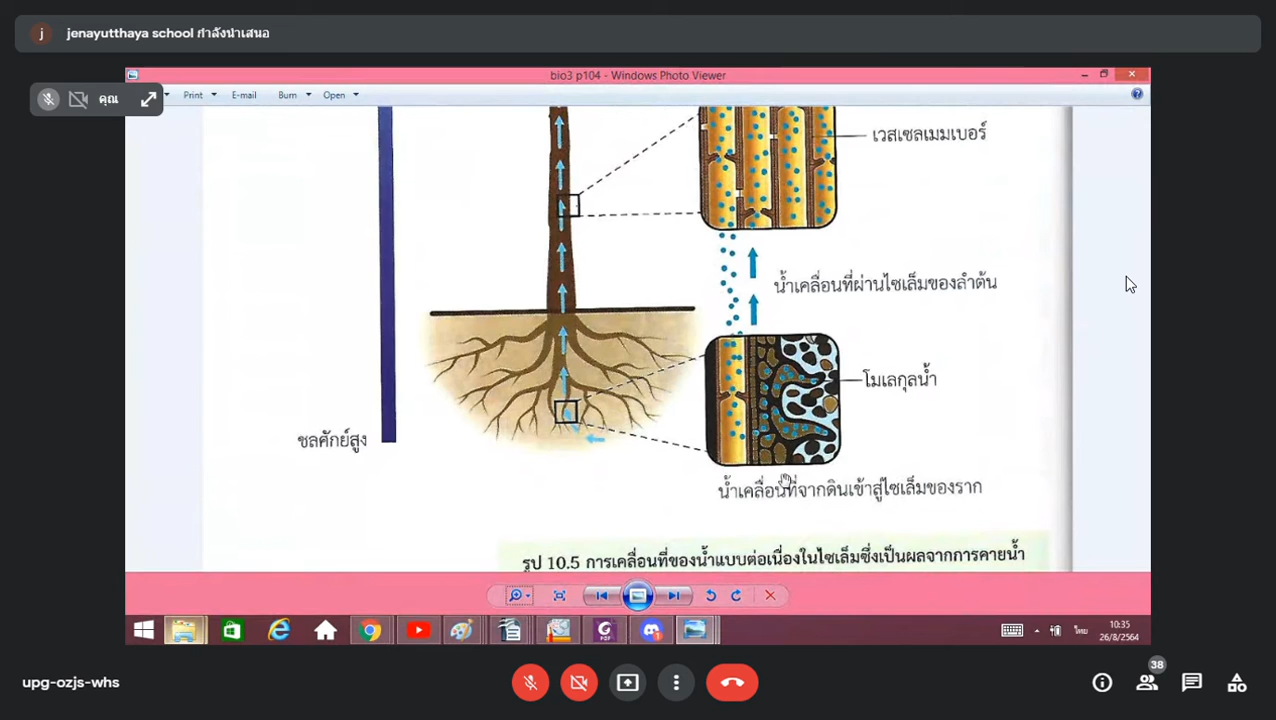 j jenayutthaya school กำลังนำเสนอ
bio3 p104 - Windows Photo Viewer
คุณ
Print E-mail Burn Open
เวสเซลเมมเบอร์
น้ำเคลื่อนที่ผ่านไซเล็มของลำต้น
โมเลกุลน้ำ
ชลศักย์สูง
น้ำเคลื่อนที่จากดินเข้าสู่ไซเล็มของราก
รูป 10.5 การเคลื่อนที่ของน้ำแบบต่อเนื่องในไซเล็มซึ่งเป็นผลจากการคายน้ำ
ไทย
10:35
26/8/2564
upg-ozjs-whs
38